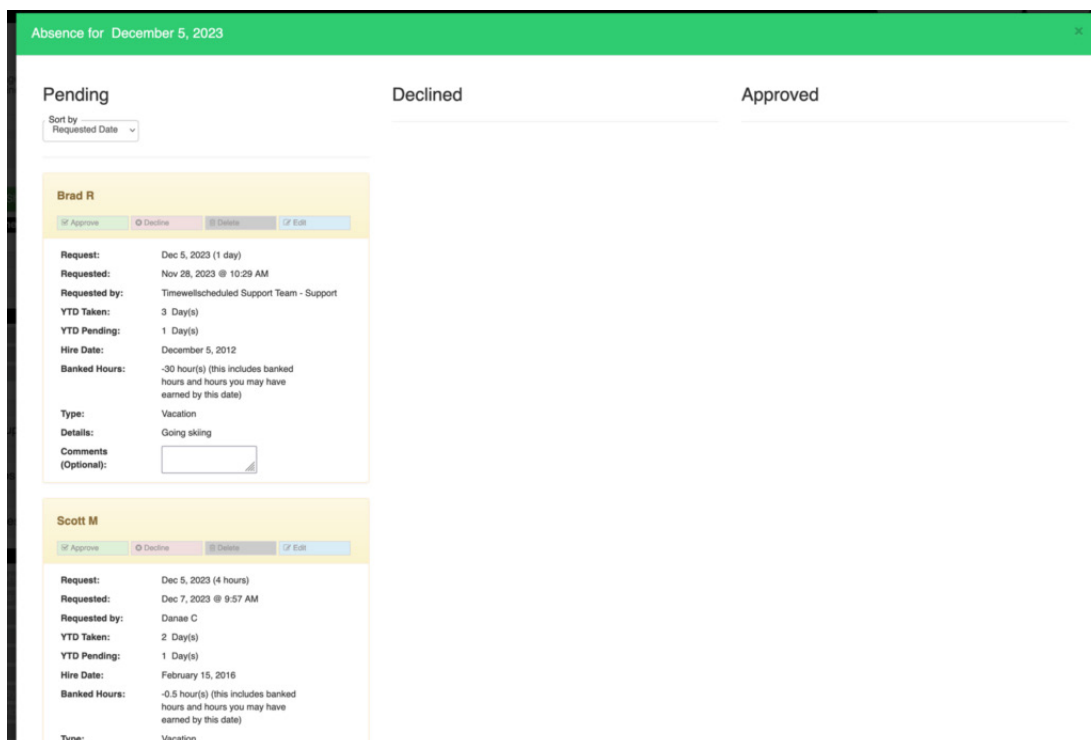 Absence for December 5, 2023
×
Pending
Declined
Approved
Sort by
Requested Date
Brad R
Approve Decline Delete Edit
Request: Dec 5, 2023 (1 day)
Requested: Nov 28, 2023 @ 10:29 AM
Requested by: Timewellscheduled Support Team - Support
YTD Taken: 3 Day(s)
YTD Pending: 1 Day(s)
Hire Date: December 5, 2012
Banked Hours: -30 hour(s) (this includes banked
hours and hours you may have
earned by this date)
Type: Vacation
Details: Going skiing
Comments
(Optional):
Scott M
Approve Decline Delete Edit
Request: Dec 5, 2023 (4 hours)
Requested: Dec 7, 2023 @ 9:57 AM
Requested by: Danae C
YTD Taken: 2 Day(s)
YTD Pending: 1 Day(s)
Hire Date: February 15, 2016
Banked Hours: -0.5 hour(s) (this includes banked
hours and hours you may have
earned by this date)
Type: Vacation